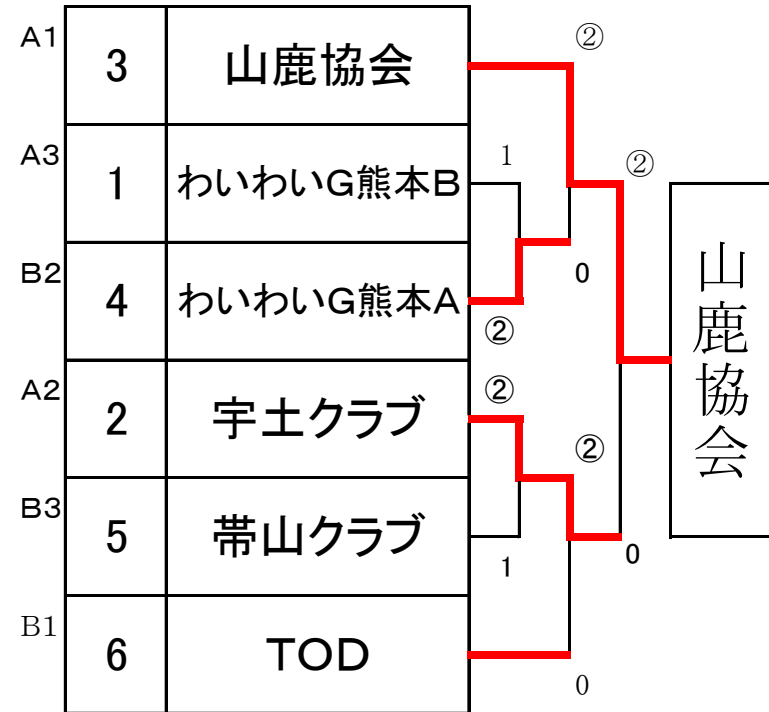 A1 3 山鹿協会 ②
A3 1 わいわいG熊本B 1 ②
B2 4 わいわいG熊本A ② 0
A2 2 宇土クラブ ② ②
B3 5 帯山クラブ 1 0
B1 6 TOD 0
山鹿協会